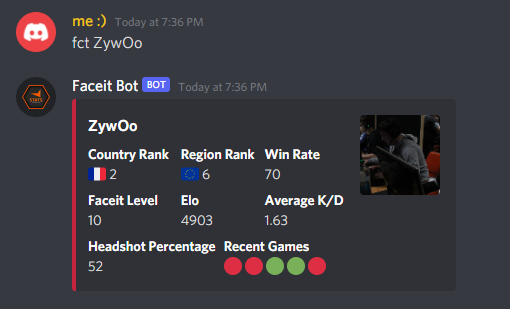 me :) Today at 7:36 PM
fct ZywOo
Faceit Bot BOT Today at 7:36 PM
ZywOo
Country Rank Region Rank Win Rate
2 6 70
Faceit Level Elo Average K/D
10 4903 1.63
Headshot Percentage Recent Games
52